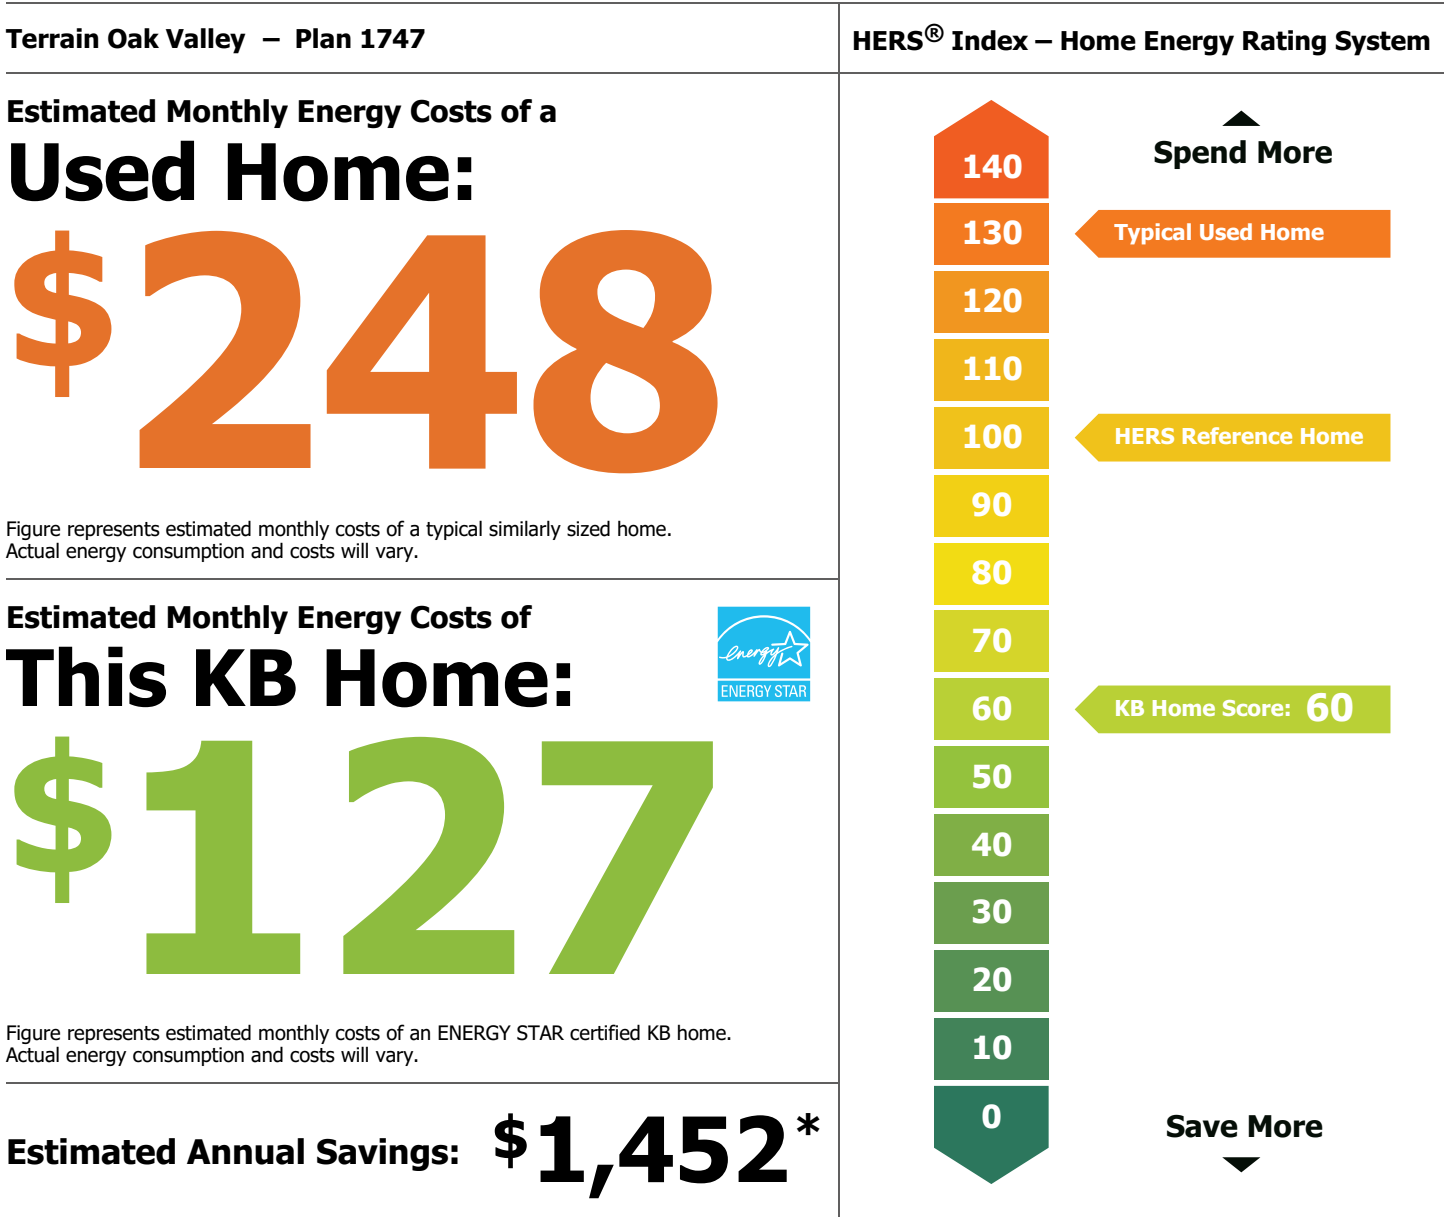 Terrain Oak Valley – Plan 1747
Estimated Monthly Energy Costs of a
Used Home:
$248
Figure represents estimated monthly costs of a typical similarly sized home.
Actual energy consumption and costs will vary.
Estimated Monthly Energy Costs of
This KB Home:
energy
ENERGY STAR
$127
Figure represents estimated monthly costs of an ENERGY STAR certified KB home.
Actual energy consumption and costs will vary.
Estimated Annual Savings: $1,452*
HERS® Index – Home Energy Rating System
Spend More
140
130
Typical Used Home
120
110
100
HERS Reference Home
90
80
70
60
KB Home Score: 60
50
40
30
20
10
0
Save More